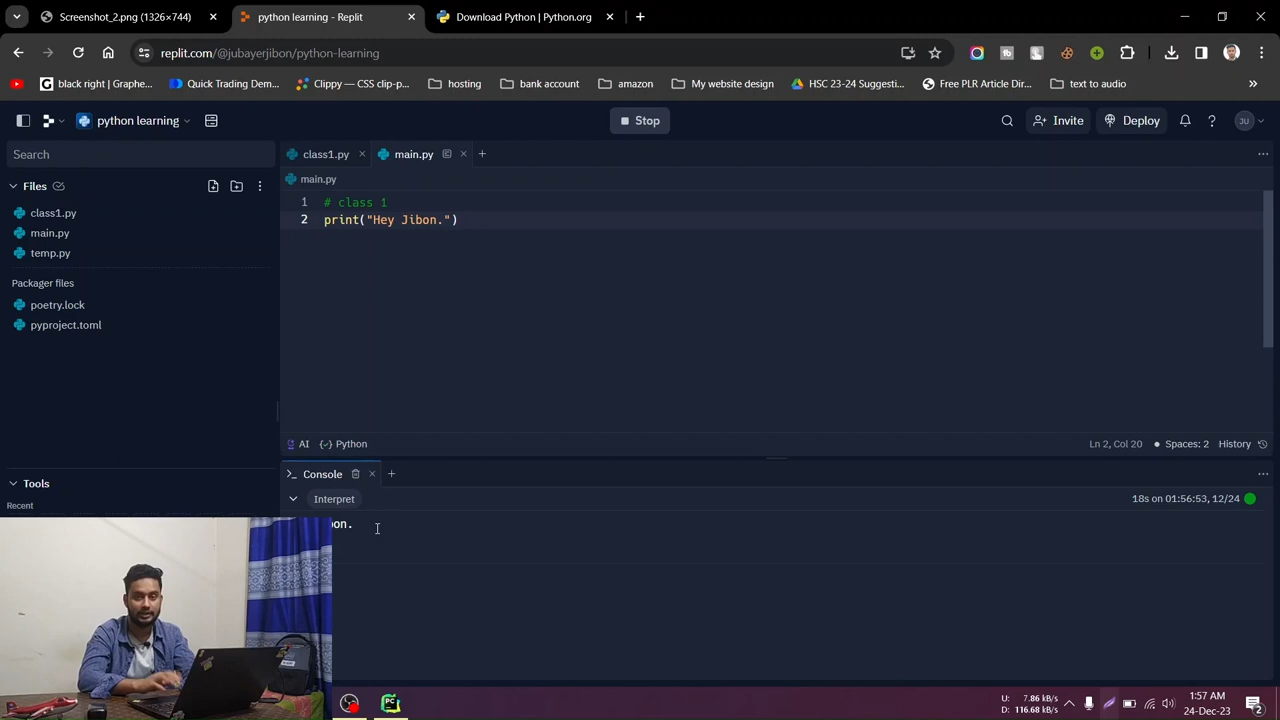 Screenshot_2.png (1326×744)
python learning - Replit
Download Python | Python.org
replit.com/@jubayerjibon/python-learning
black right | Graphe...
Quick Trading Dem...
Clippy — CSS clip-p...
hosting
bank account
amazon
My website design
HSC 23-24 Suggesti...
Free PLR Article Dir...
text to audio
python learning
Stop
Invite
Deploy
JU
Search
class1.py
main.py
Files
main.py
class1.py
main.py
temp.py
Packager files
poetry.lock
pyproject.toml
1 # class 1
2 print("Hey Jibon.")
AI
Python
Ln 2, Col 20
Spaces: 2
History
Tools
Recent
Console
Interpret
18s on 01:56:53, 12/24
on.
U: 7.86 kB/s
D: 116.68 kB/s
1:57 AM
24-Dec-23
2